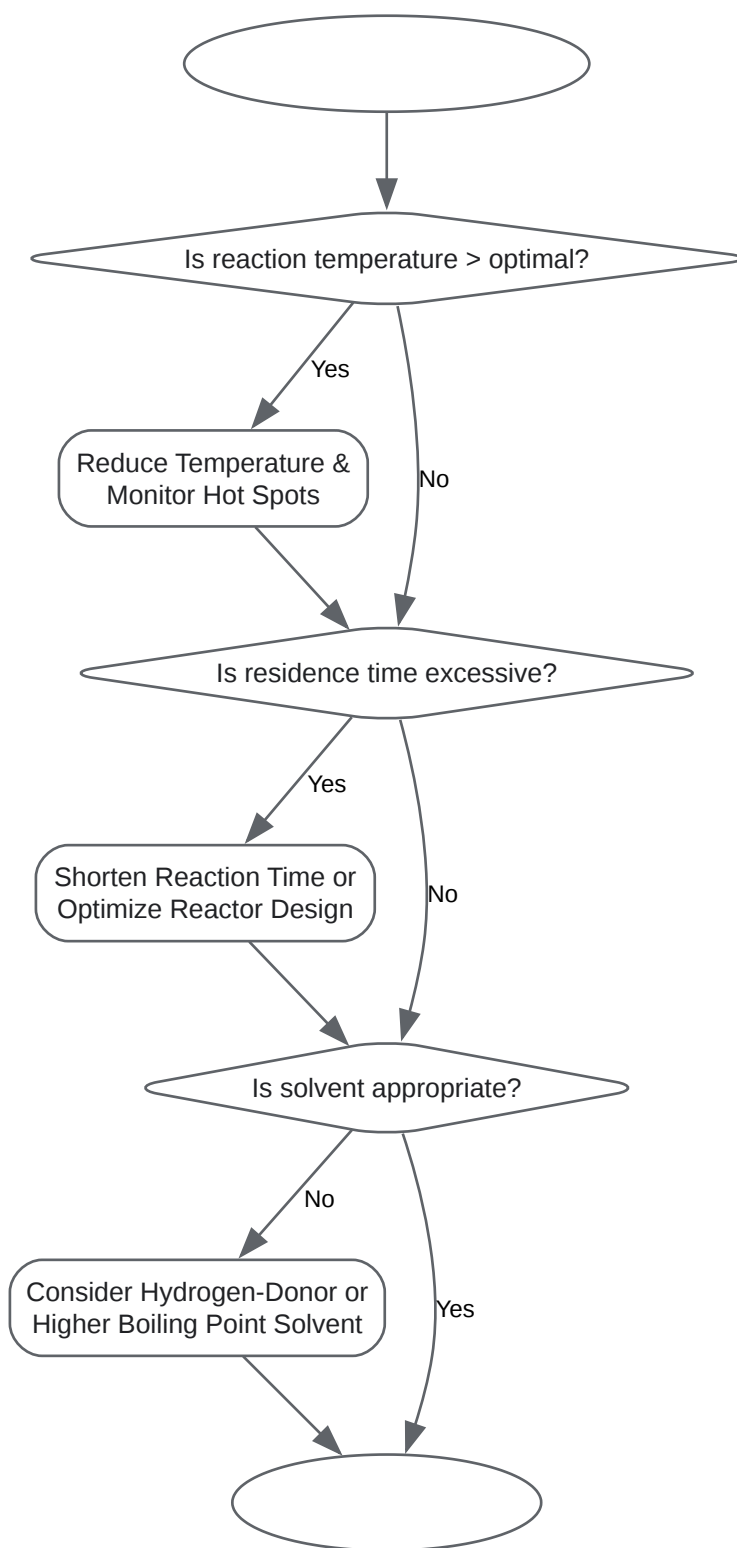 Is reaction temperature > optimal?
Yes
Reduce Temperature &
Monitor Hot Spots
No
Is residence time excessive?
Yes
Shorten Reaction Time or
Optimize Reactor Design
No
Is solvent appropriate?
No
Consider Hydrogen-Donor or
Higher Boiling Point Solvent
Yes